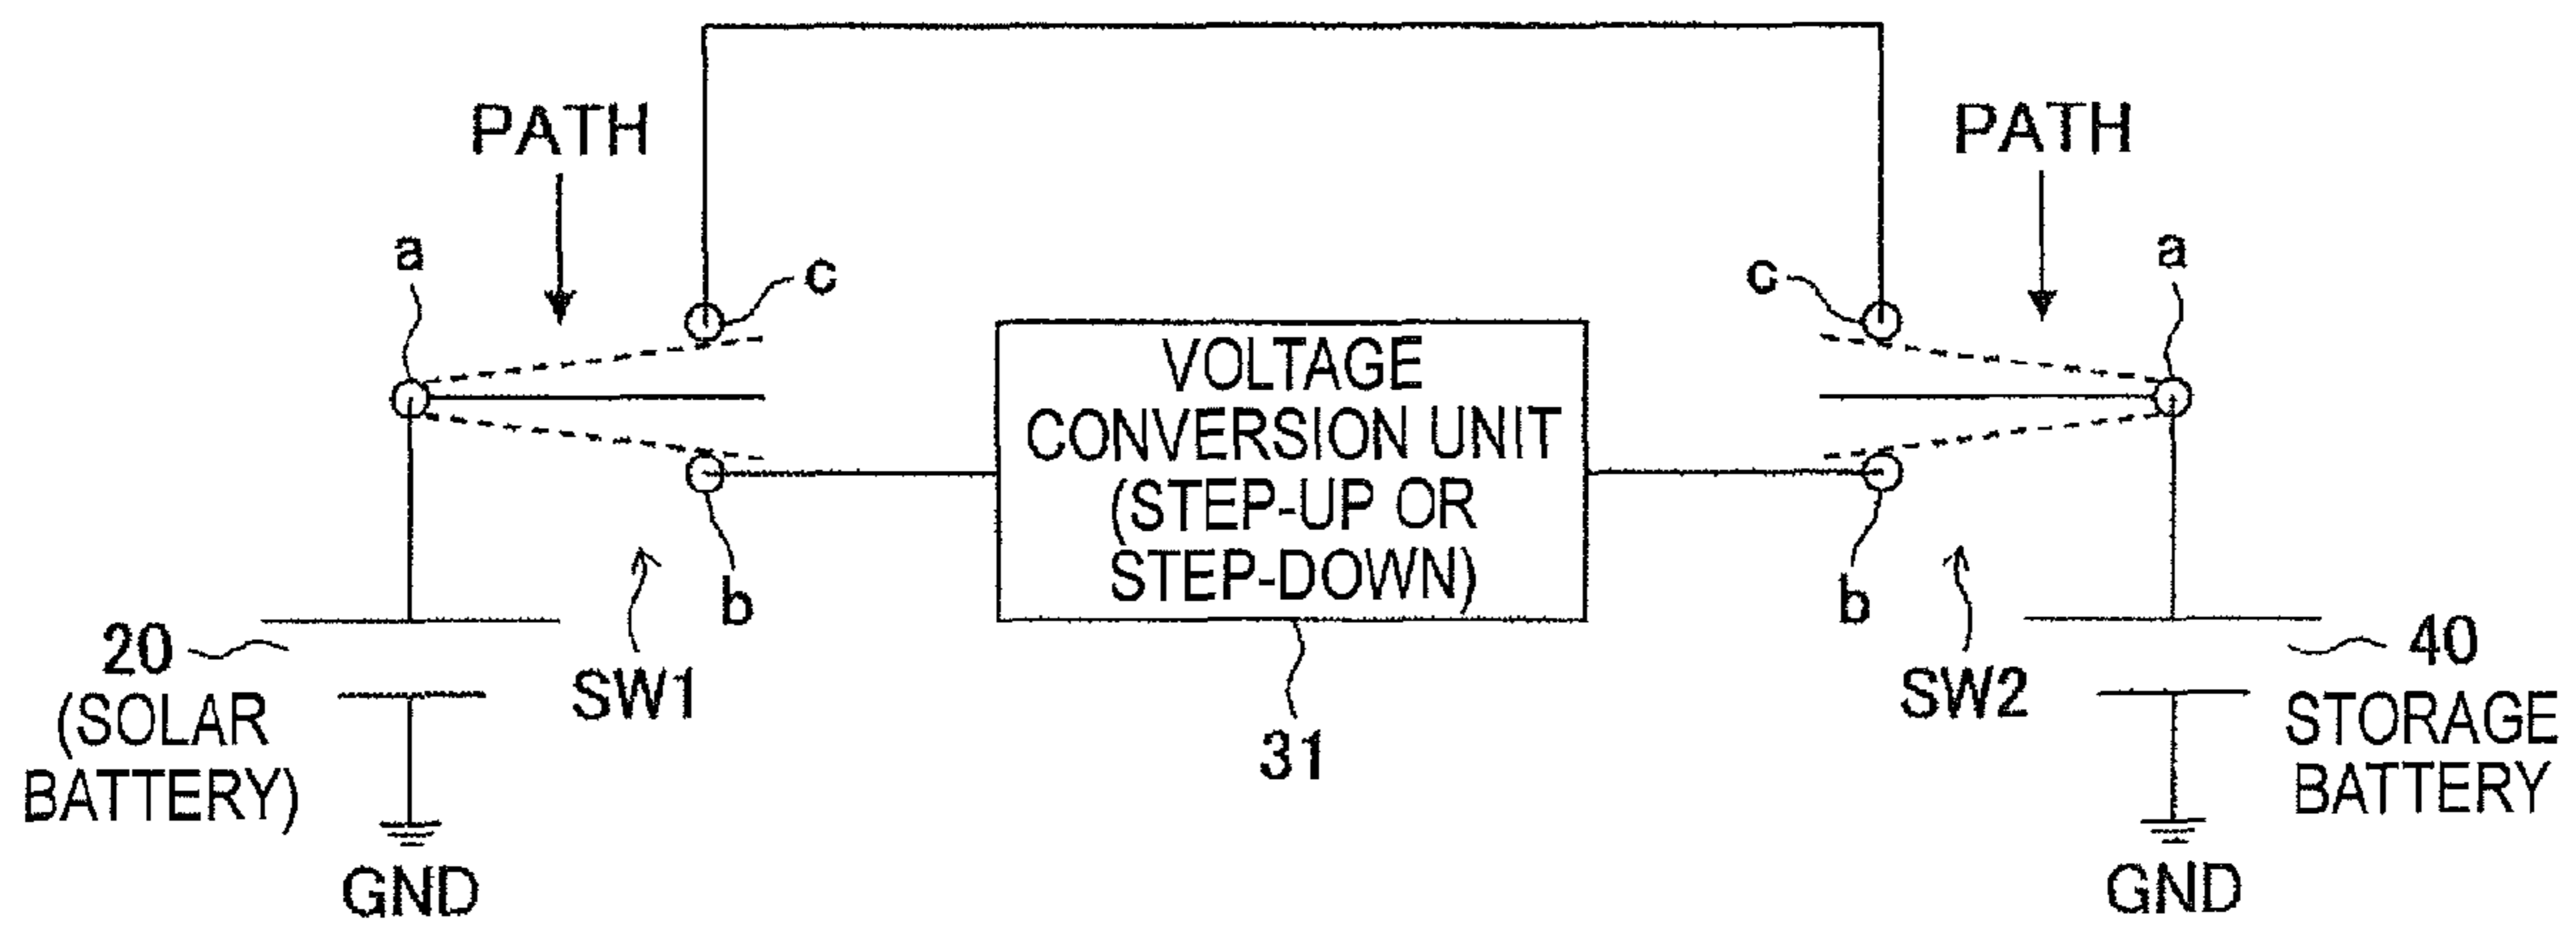 PATH
PATH
a
c
c
a
VOLTAGE
CONVERSION UNIT
(STEP-UP OR
STEP-DOWN)
b
b
20
(SOLAR
BATTERY)
SW1
31
SW2
40
STORAGE
BATTERY
GND
GND